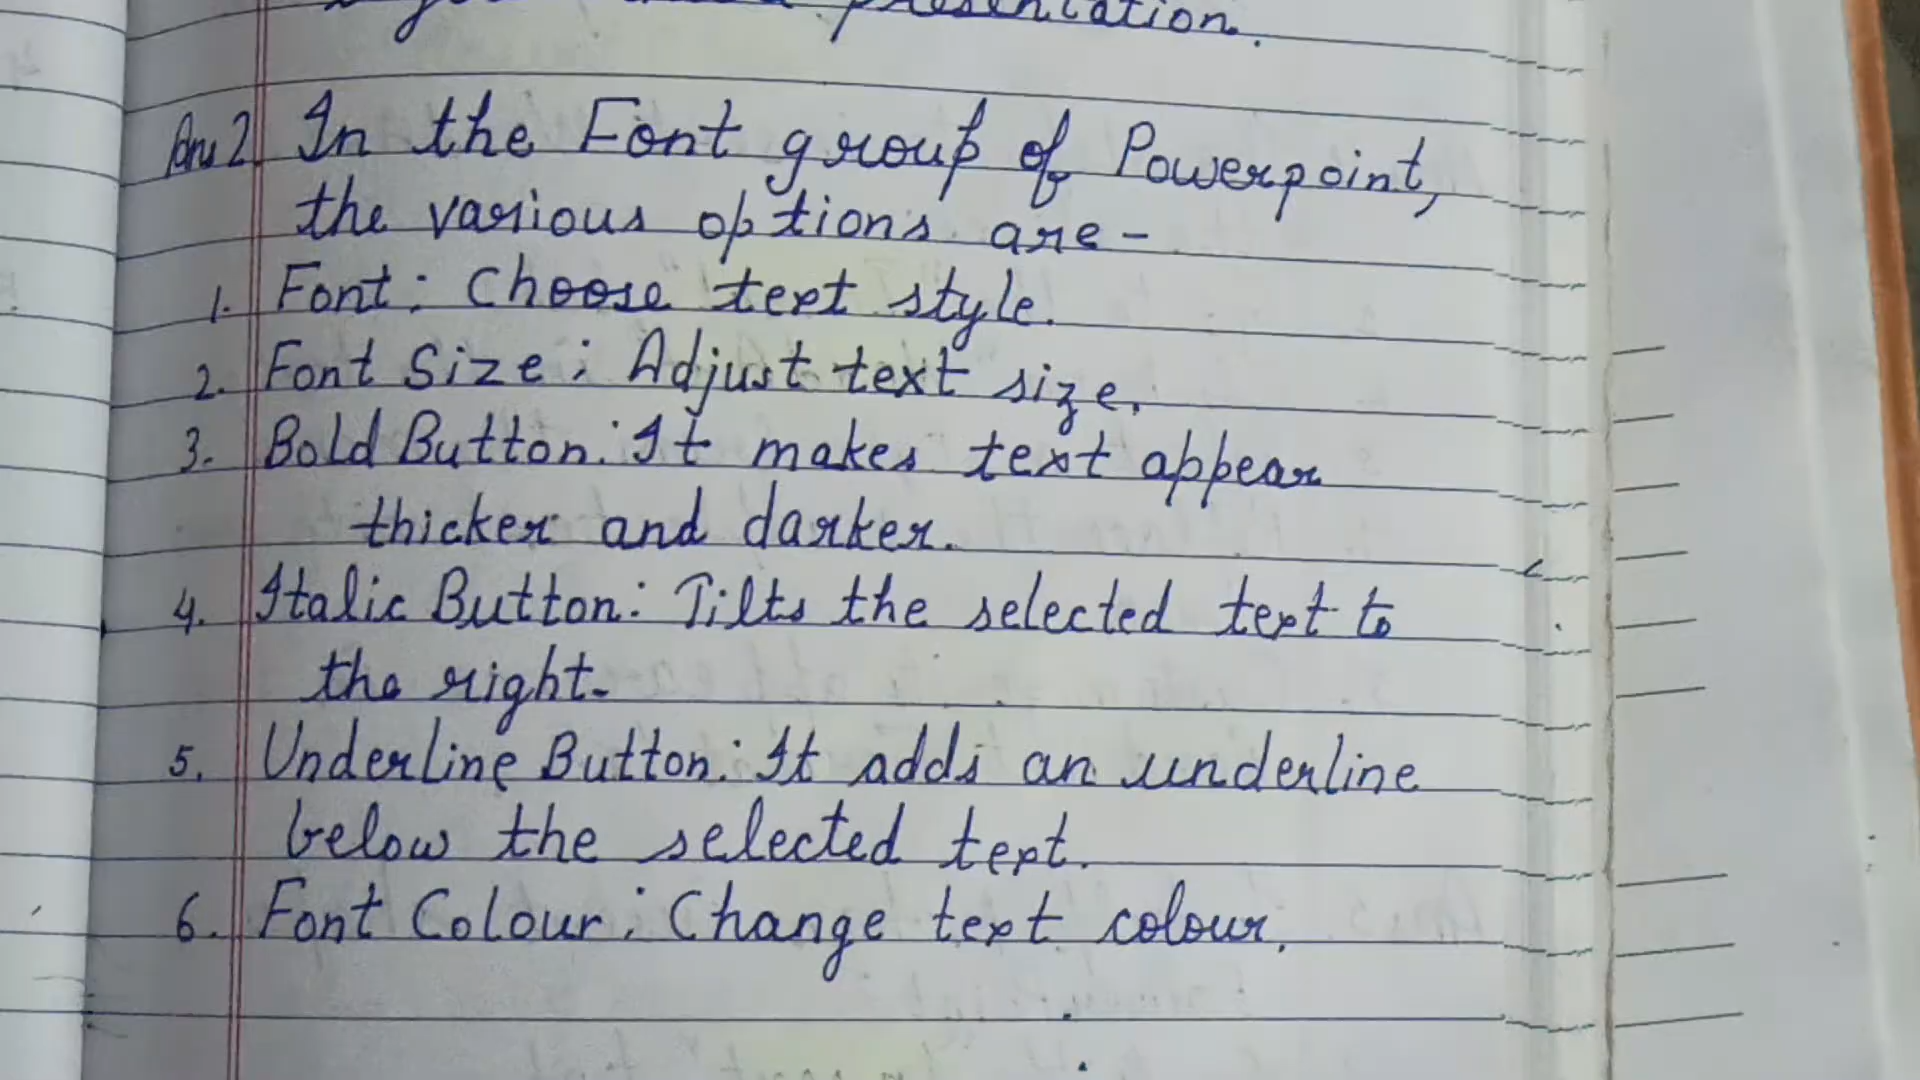 presentation.
Ans 2. In the Font group of Powerpoint,
the various options are -
1. Font : Choose text style.
2. Font Size : Adjust text size.
3. Bold Button : It makes text appear
thicker and darker.
4. Italic Button : Tilts the selected text to
the right.
5. Underline Button : It adds an underline
below the selected text.
6. Font Colour : Change text colour.